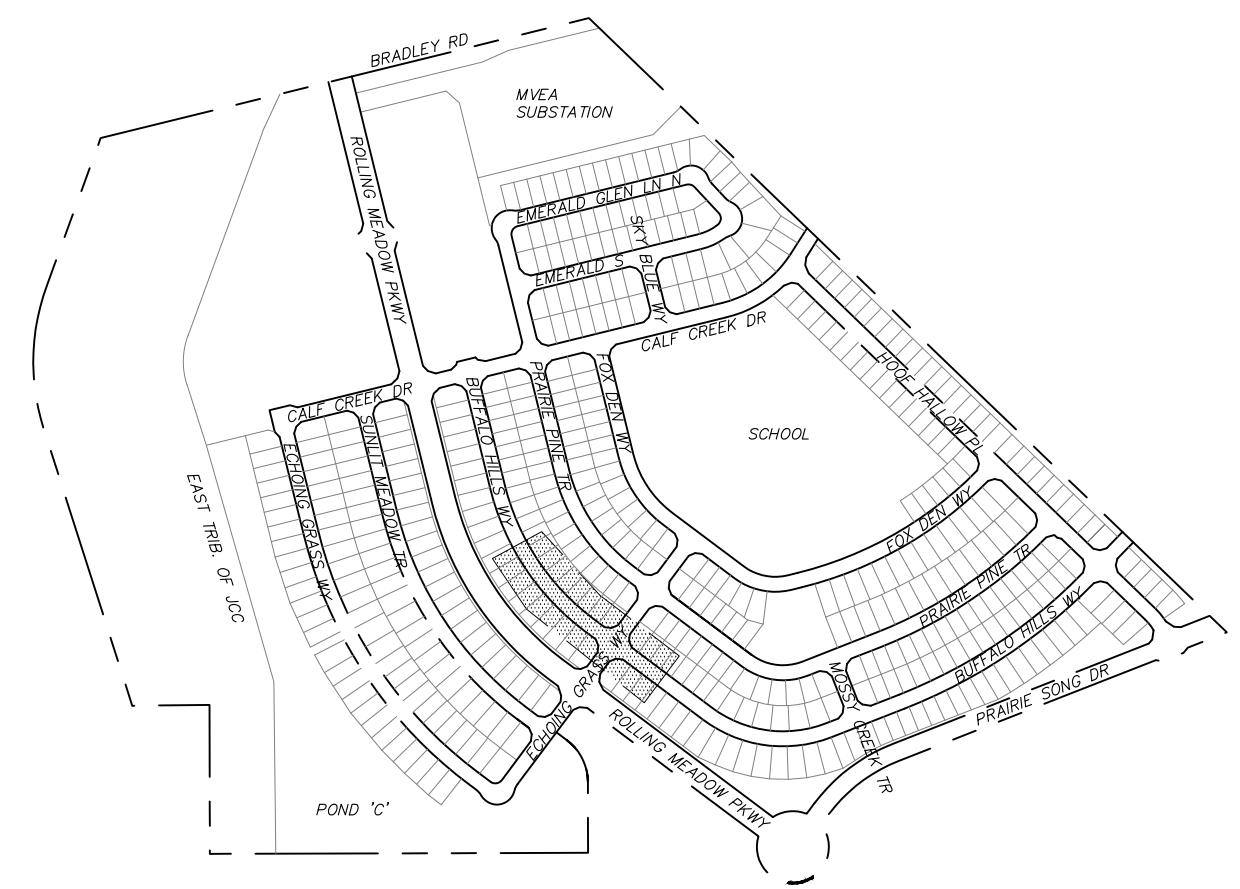 BRADLEY RD
MVEA
SUBSTATION
ROLLING MEADOW PKWY
EMERALD GLEN LN N
SKY BLUE WY
EMERALD S
CALF CREEK DR
HOOF HALLOW PL
CALF CREEK DR
BUFFALO HILLS WY
PRAIRIE PINE TR
FOX DEN WY
SUNLIT MEADOW TR
ECHOING GRASS WY
SCHOOL
EAST TRIB. OF JCC
FOX DEN WY
PRAIRIE PINE TR
BUFFALO HILLS WY
ECHOING GRASS WY
MOSSY CREEK TR
PRAIRIE SONG DR
ROLLING MEADOW PKWY
POND 'C'